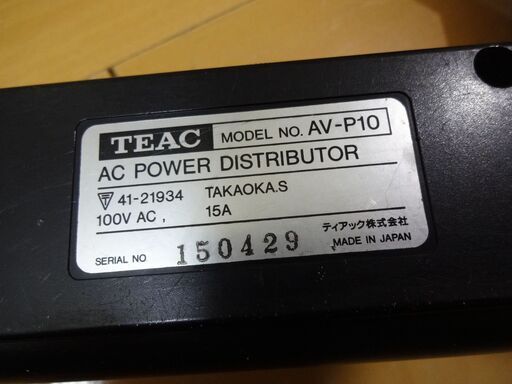 TEAC MODEL NO. AV-P10
AC POWER DISTRIBUTOR
41-21934 TAKAOKA.S
100V AC, 15A
ティアック株式会社
SERIAL NO 150429 MADE IN JAPAN